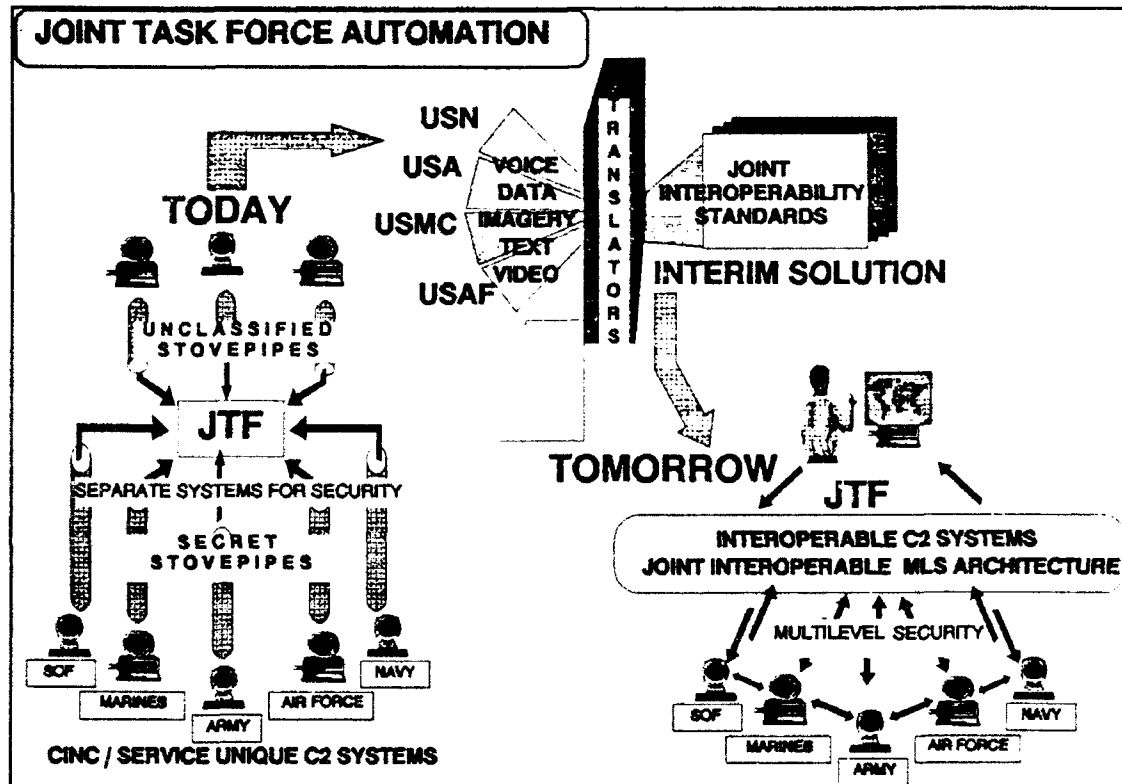 JOINT TASK FORCE AUTOMATION
TODAY
UNCLASSIFIED
STOVEPIPES
JTF
SEPARATE SYSTEMS FOR SECURITY
SECRET
STOVEPIPES
SOF
MARINES
ARMY
AIR FORCE
NAVY
CINC / SERVICE UNIQUE C2 SYSTEMS
USN
USA
USMC
USAF
VOICE
DATA
IMAGERY
TEXT
VIDEO
TRANSLATORS
JOINT
INTEROPERABILITY
STANDARDS
INTERIM SOLUTION
TOMORROW
JTF
INTEROPERABLE C2 SYSTEMS
JOINT INTEROPERABLE MLS ARCHITECTURE
MULTILEVEL SECURITY
SOF
MARINES
ARMY
AIR FORCE
NAVY